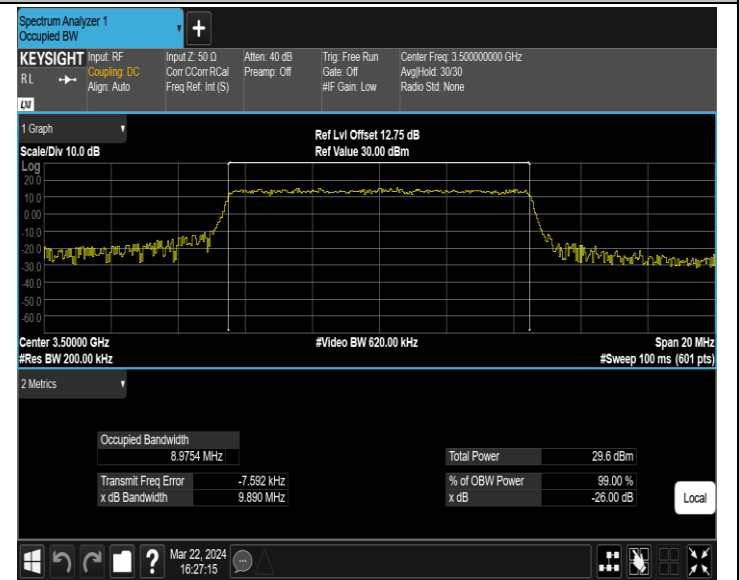 Spectrum Analyzer 1
Occupied BW
+
KEYSIGHT Input: RF Input Z: 50 Ω Atten: 40 dB Trig: Free Run Center Freq: 3.500000000 GHz
RL Coupling: DC Corr CCorr RCal Preamp: Off Gate: Off Avg|Hold: 30/30
Align: Auto Freq Ref: Int (S) #IF Gain: Low Radio Std: None
LXI
1 Graph
Ref Lvl Offset 12.75 dB
Scale/Div 10.0 dB Ref Value 30.00 dBm
Log
20.0
10.0
0.00
-10.0
-20.0
-30.0
-40.0
-50.0
-60.0
Center 3.50000 GHz #Video BW 620.00 kHz Span 20 MHz
#Res BW 200.00 kHz #Sweep 100 ms (601 pts)
2 Metrics
Occupied Bandwidth
8.9754 MHz Total Power 29.6 dBm
Transmit Freq Error -7.592 kHz % of OBW Power 99.00 %
x dB Bandwidth 9.890 MHz x dB -26.00 dB
Local
? Mar 22, 2024
16:27:15